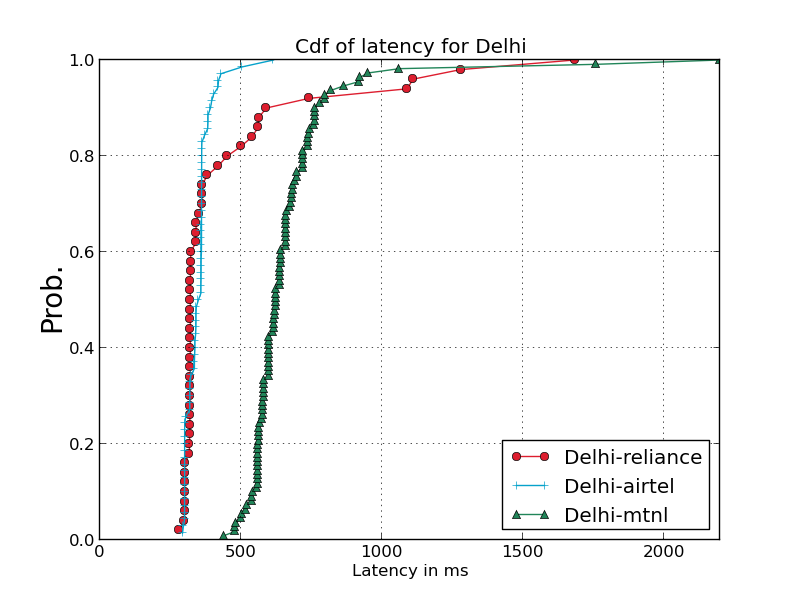 Cdf of latency for Delhi
1.0
0.8
0.6
0.4
0.2
0.0
Prob.
0
500
1000
1500
2000
Latency in ms
Delhi-reliance
Delhi-airtel
Delhi-mtnl